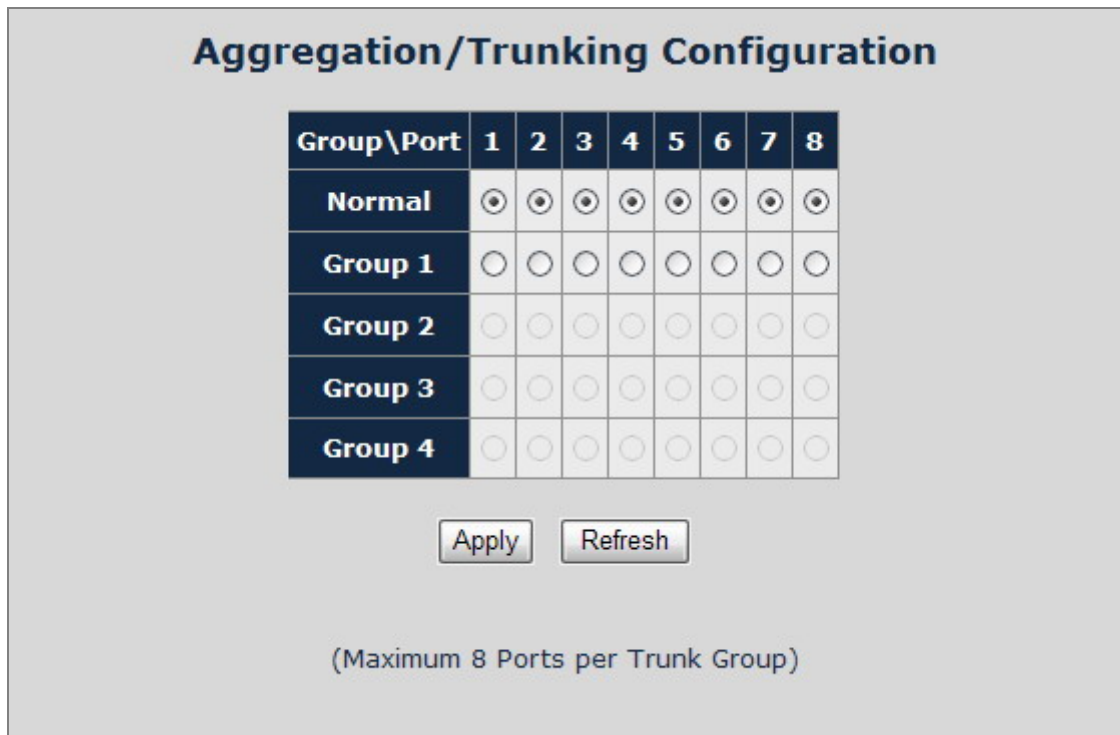 Aggregation/Trunking Configuration
Group\Port 1 2 3 4 5 6 7 8
Normal
Group 1
Group 2
Group 3
Group 4
Apply Refresh
(Maximum 8 Ports per Trunk Group)